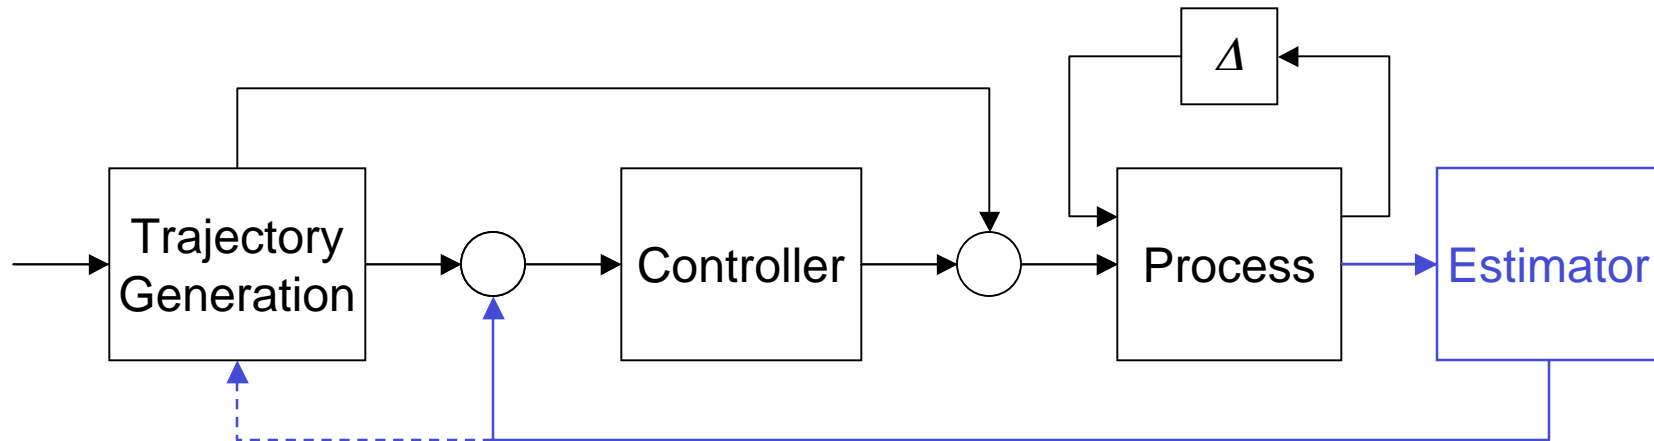 Δ
Trajectory
Generation
Controller
Process
Estimator